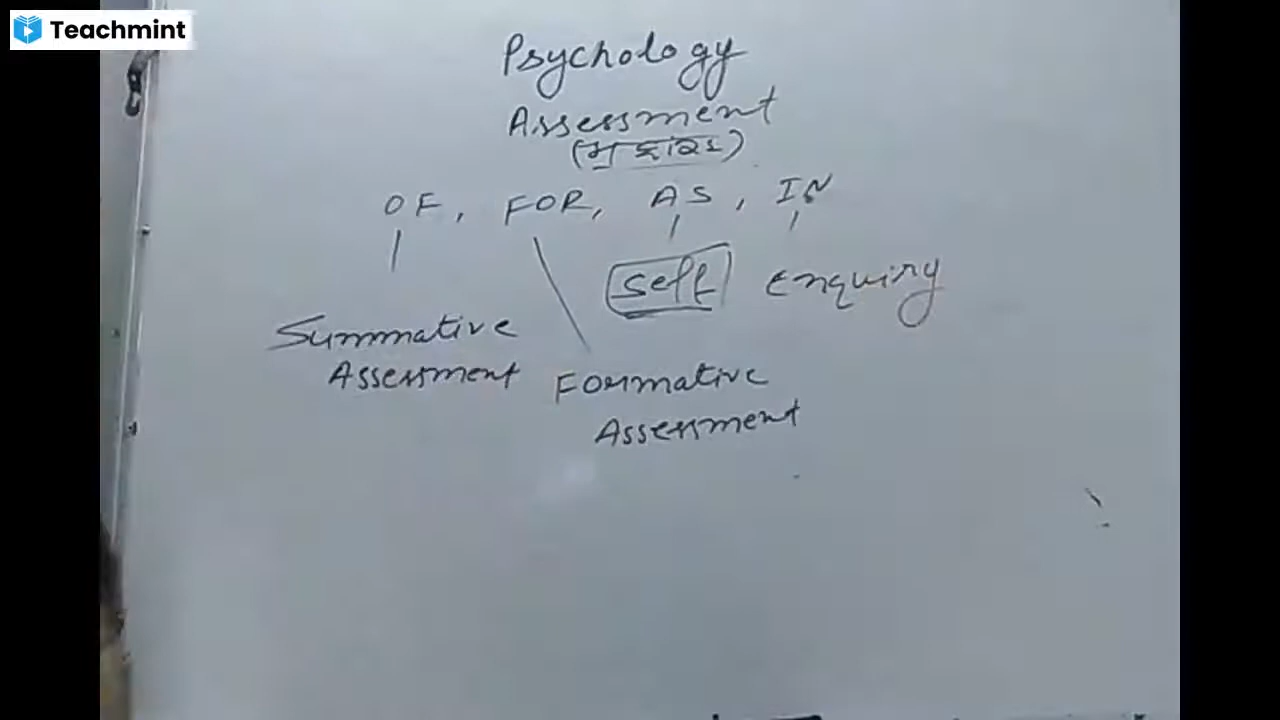 Teachmint
Psychology
Assessment
OF, FOR, AS, IN
Self enquiry
Summative
Assessment
Formative
Assessment